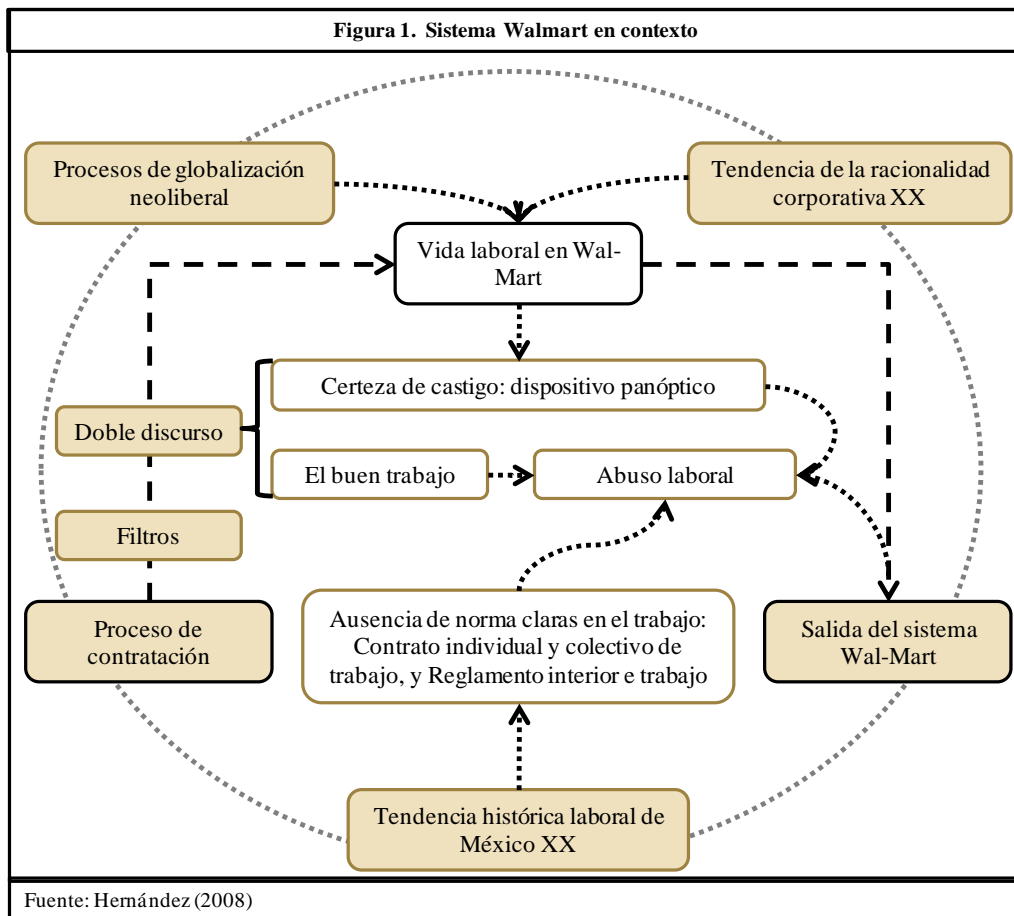 Figura 1. Sistema Walmart en contexto
Procesos de globalización
neoliberal
Tendencia de la racionalidad
corporativa XX
Vida laboral en Wal-
Mart
Certeza de castigo: dispositivo panóptico
Doble discurso
El buen trabajo
Abuso laboral
Filtros
Proceso de
contratación
Ausencia de norma claras en el trabajo:
Contrato individual y colectivo de
trabajo, y Reglamento interior e trabajo
Salida del sistema
Wal-Mart
Tendencia histórica laboral de
México XX
Fuente: Hernández (2008)